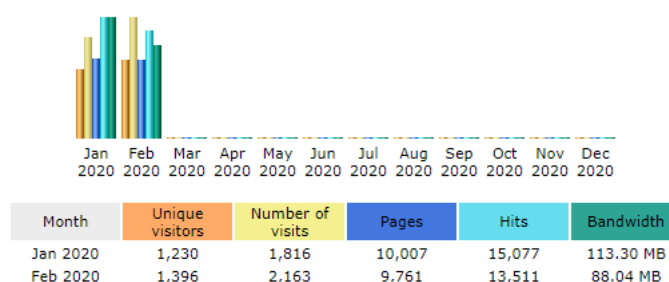 Jan Feb Mar Apr May Jun Jul Aug Sep Oct Nov Dec
2020 2020 2020 2020 2020 2020 2020 2020 2020 2020 2020 2020
Month Unique visitors Number of visits Pages Hits Bandwidth
Jan 2020 1,230 1,816 10,007 15,077 113.30 MB
Feb 2020 1,396 2,163 9,761 13,511 88.04 MB